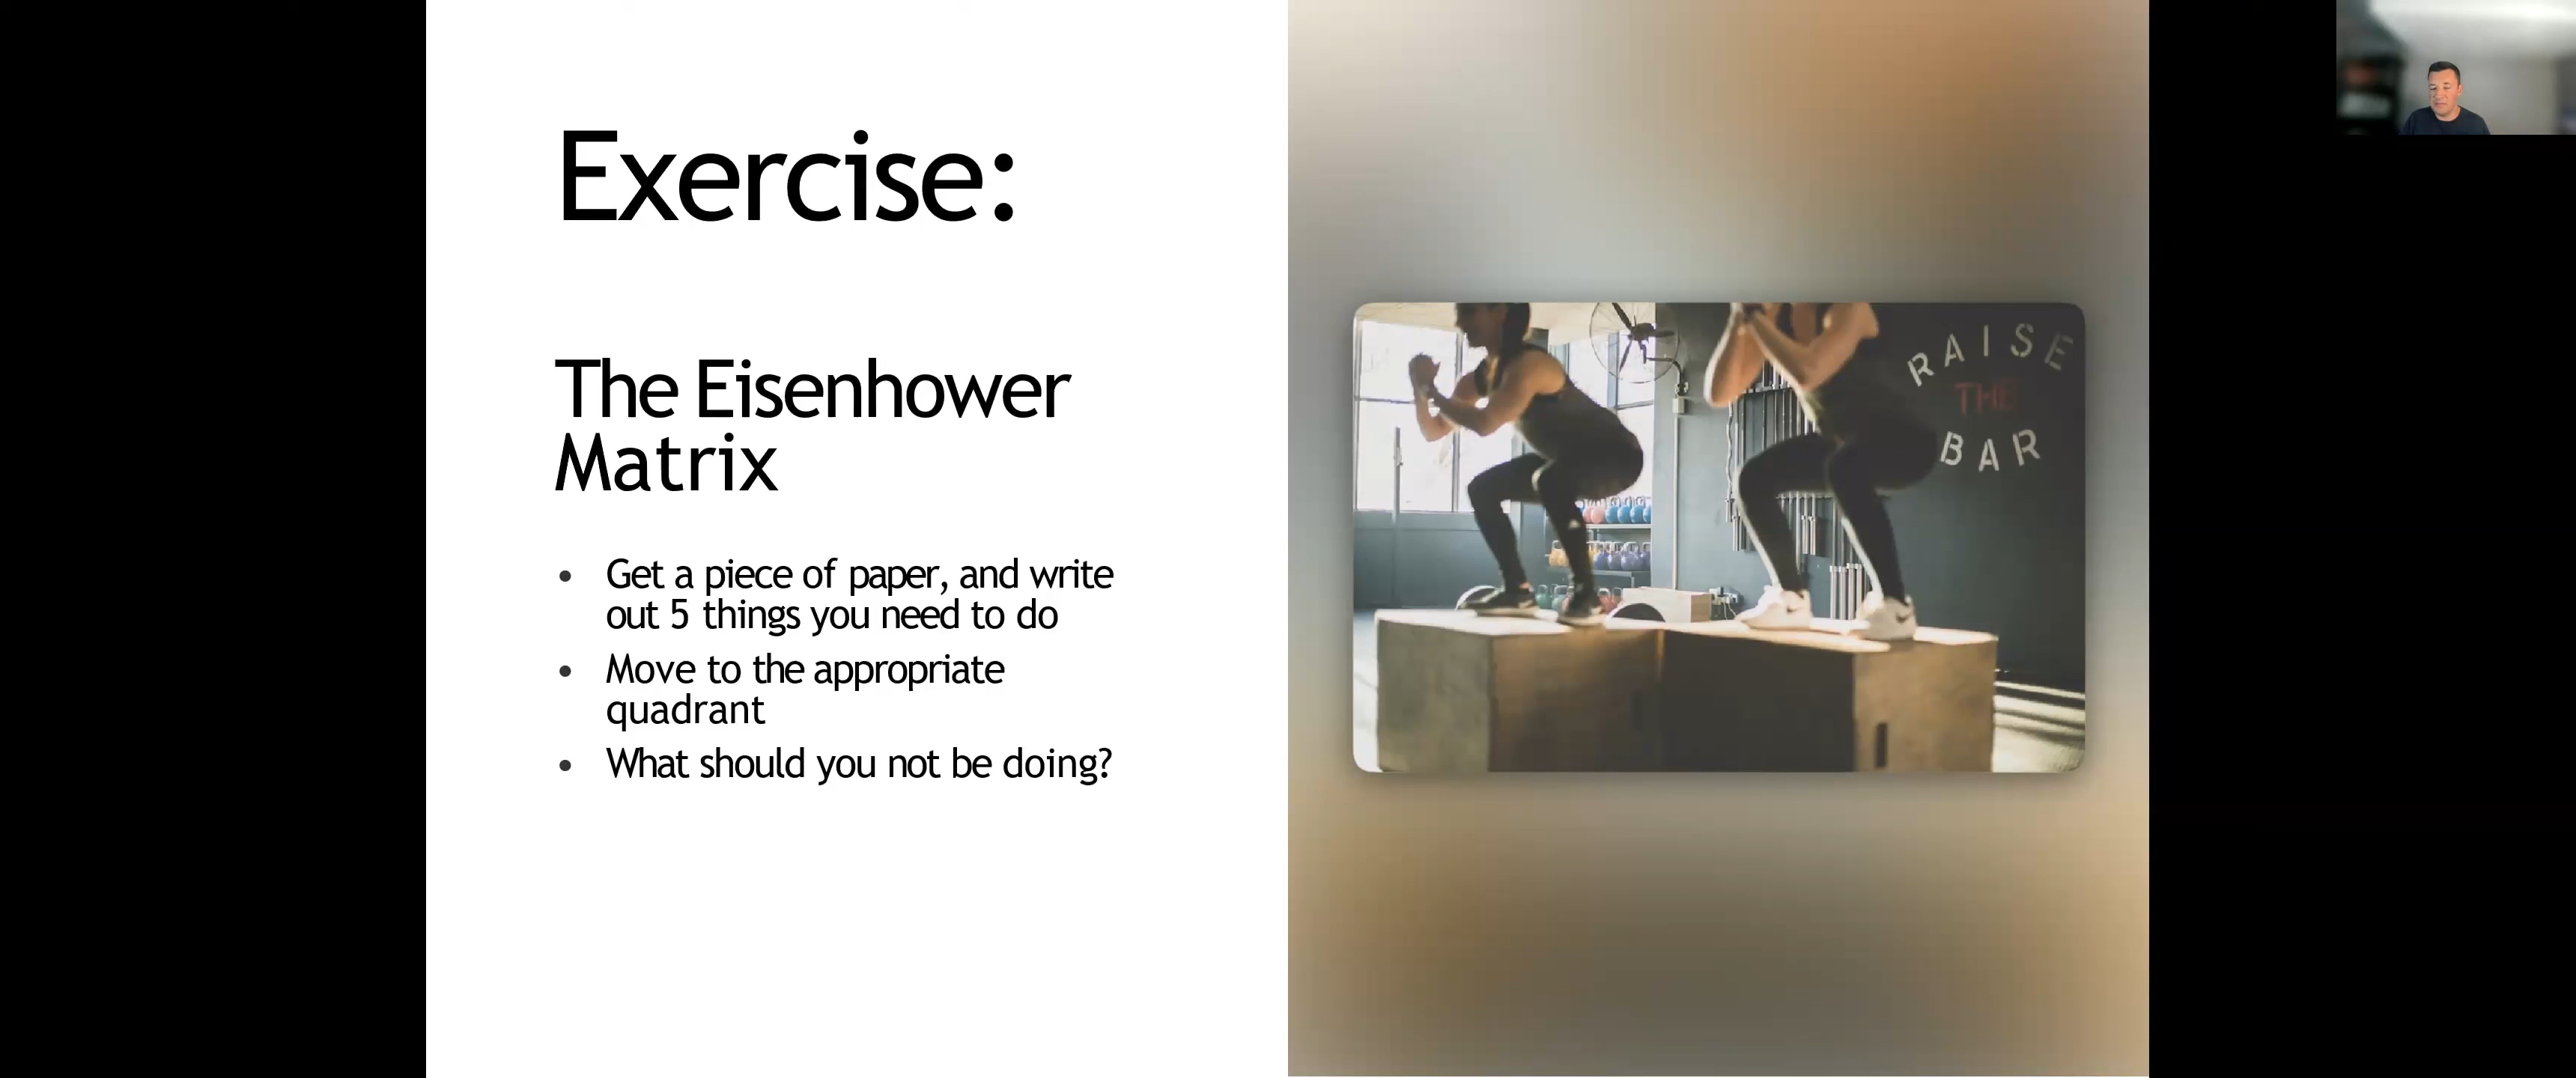 Exercise:
The Eisenhower
Matrix
• Get a piece of paper, and write
out 5 things you need to do
• Move to the appropriate
quadrant
• What should you not be doing?
RAISE
THE
BAR